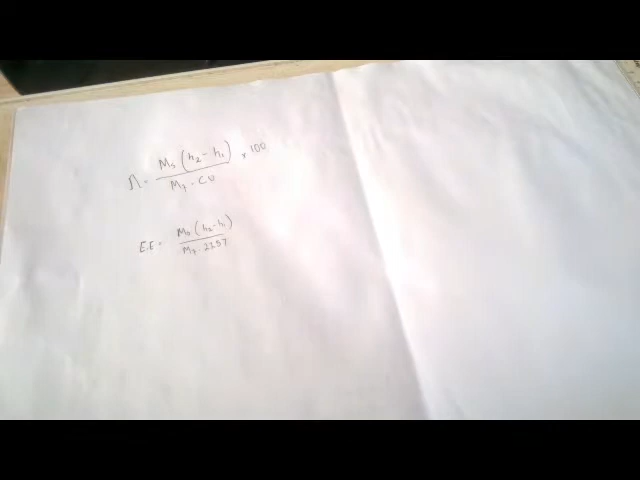 η = Ms (h2 - h1) / Mf · CV × 100
E.E = Ms (h2 - h1) / Mf · 2257